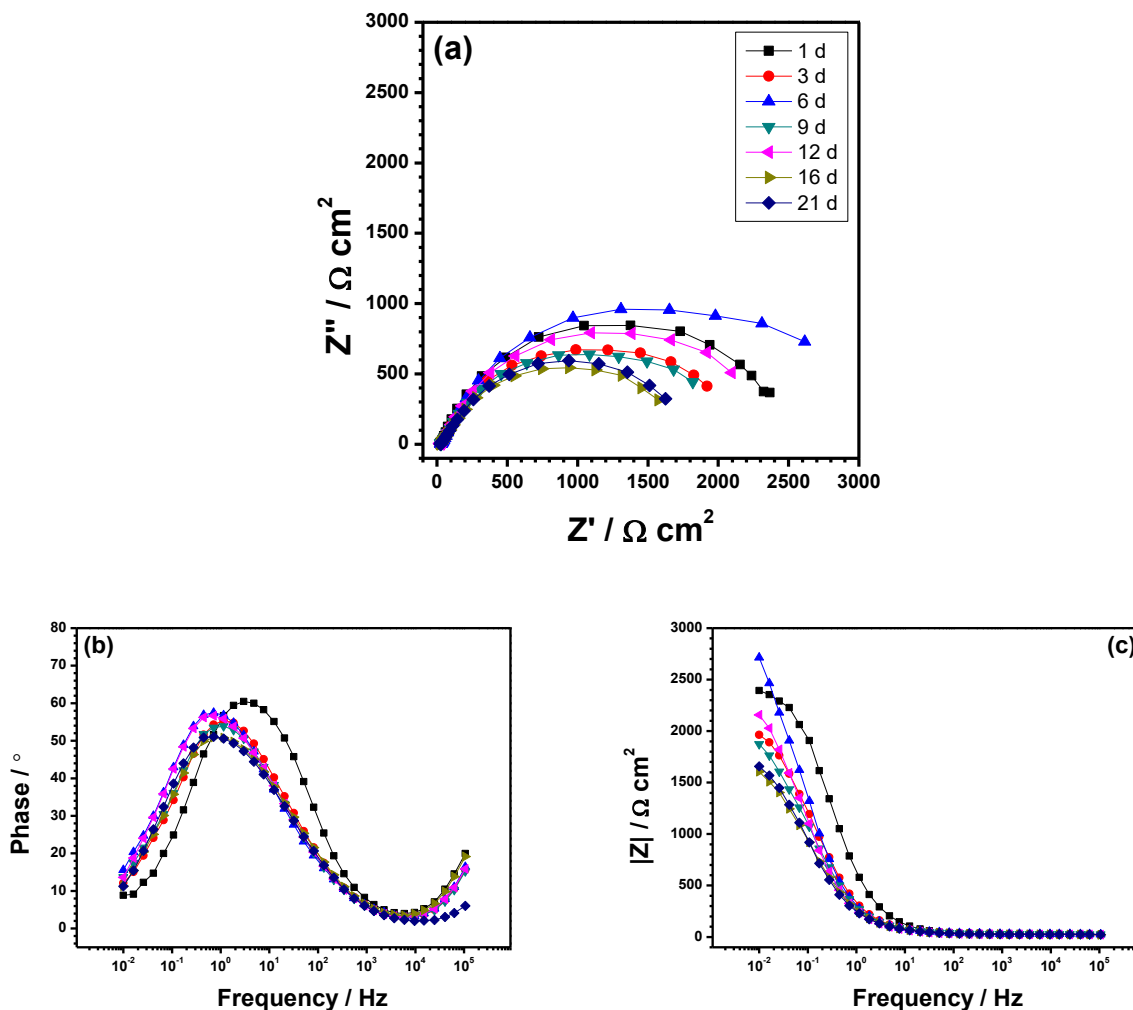 (a)
3000
2500
2000
1500
1000
500
0
Z'' / Ω cm²
1 d
3 d
6 d
9 d
12 d
16 d
21 d
0 500 1000 1500 2000 2500 3000
Z' / Ω cm²
(b)
80
70
60
50
40
30
20
10
0
Phase / °
10⁻² 10⁻¹ 10⁰ 10¹ 10² 10³ 10⁴ 10⁵
Frequency / Hz
(c)
3000
2500
2000
1500
1000
500
0
|Z| / Ω cm²
10⁻² 10⁻¹ 10⁰ 10¹ 10² 10³ 10⁴ 10⁵
Frequency / Hz